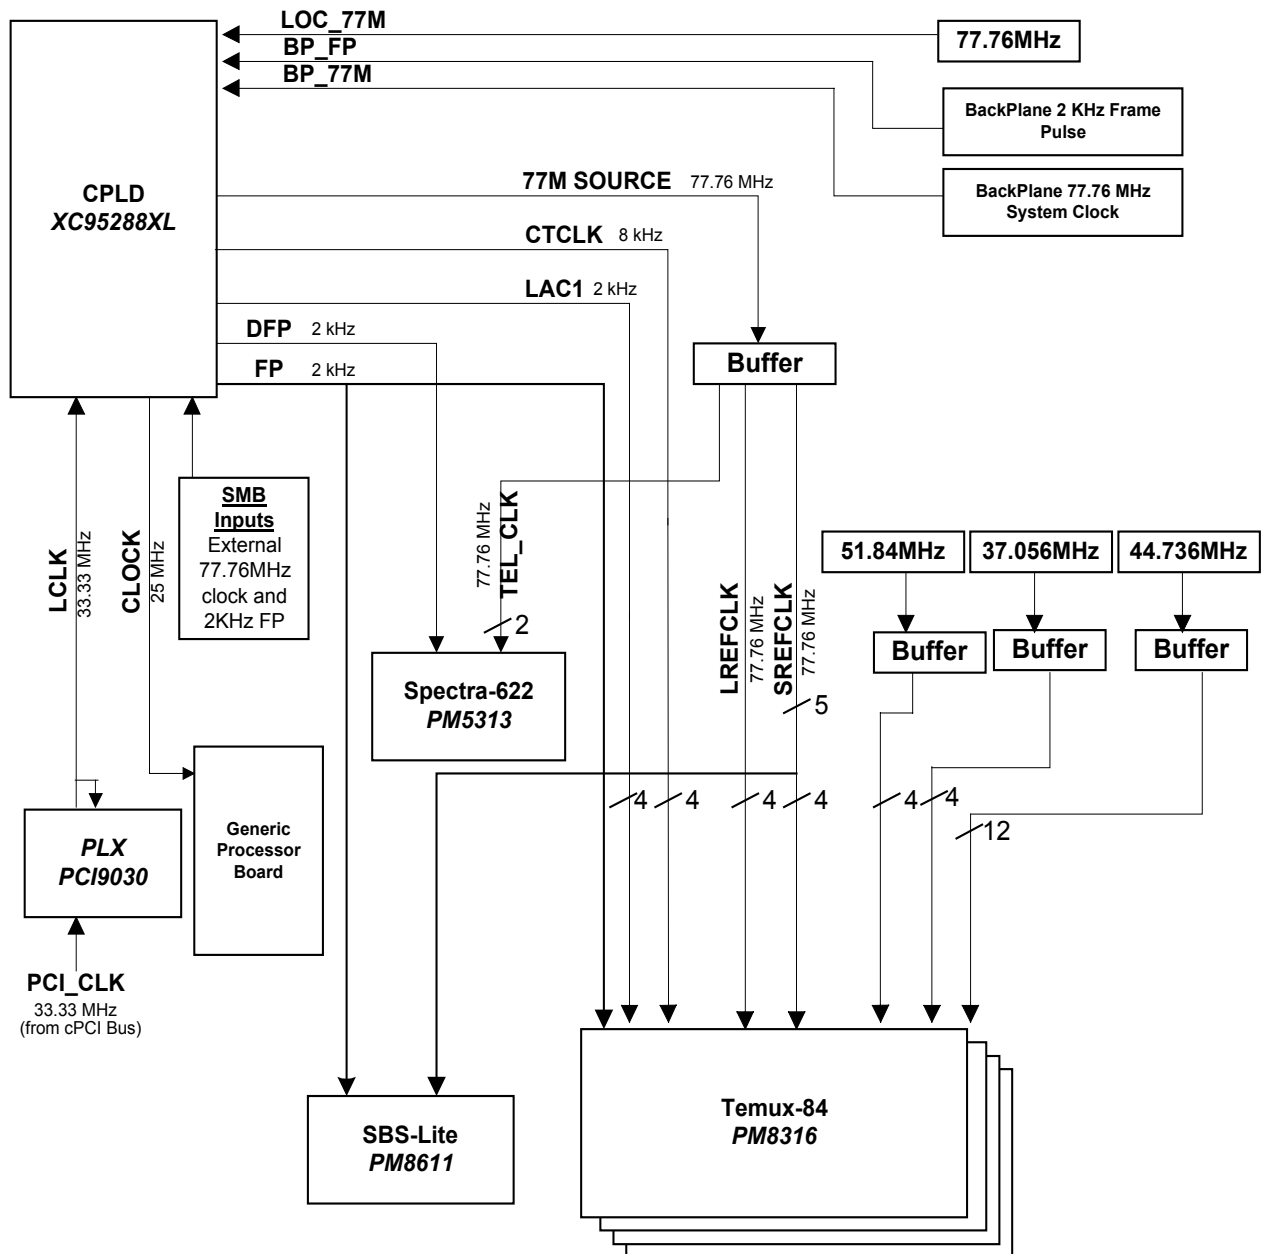 LOC_77M
BP_FP
BP_77M
77.76MHz
BackPlane 2 KHz Frame
Pulse
BackPlane 77.76 MHz
System Clock
CPLD
XC95288XL
77M SOURCE 77.76 MHz
CTCLK 8 kHz
LAC1 2 kHz
DFP 2 kHz
FP 2 kHz
Buffer
SMB
Inputs
External
77.76MHz
clock and
2KHz FP
LCLK
33.33 MHz
CLOCK
25 MHz
77.76 MHz
TEL_CLK
2
LREFCLK
77.76 MHz
SREFCLK
77.76 MHz
5
51.84MHz
37.056MHz
44.736MHz
Buffer
Buffer
Buffer
Spectra-622
PM5313
4
4
4
4
4
4
12
PLX
PCI9030
Generic
Processor
Board
PCI_CLK
33.33 MHz
(from cPCI Bus)
SBS-Lite
PM8611
Temux-84
PM8316